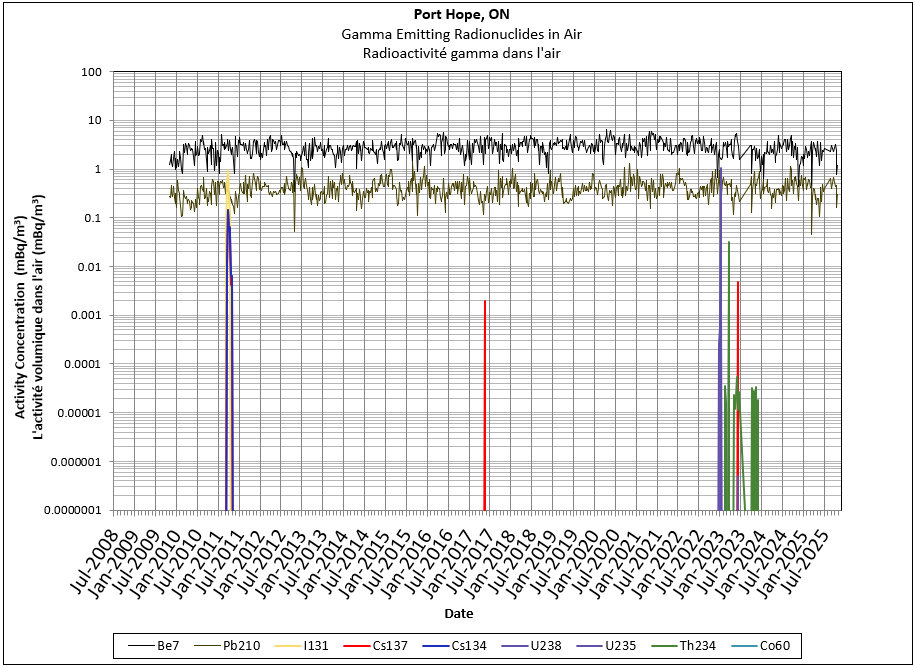 Port Hope, ON
Gamma Emitting Radionuclides in Air
Radioactivité gamma dans l'air
Activity Concentration (mBq/m³)
L'activité volumique dans l'air (mBq/m³)
100
10
1
0.1
0.01
0.001
0.0001
0.00001
0.000001
0.0000001
Jul-2008
Jan-2009
Jul-2009
Jan-2010
Jul-2010
Jan-2011
Jul-2011
Jan-2012
Jul-2012
Jan-2013
Jul-2013
Jan-2014
Jul-2014
Jan-2015
Jul-2015
Jan-2016
Jul-2016
Jan-2017
Jul-2017
Jan-2018
Jul-2018
Jan-2019
Jul-2019
Jan-2020
Jul-2020
Jan-2021
Jul-2021
Jan-2022
Jul-2022
Jan-2023
Jul-2023
Jan-2024
Jul-2024
Jan-2025
Jul-2025
Date
Be7 Pb210 I131 Cs137 Cs134 U238 U235 Th234 Co60